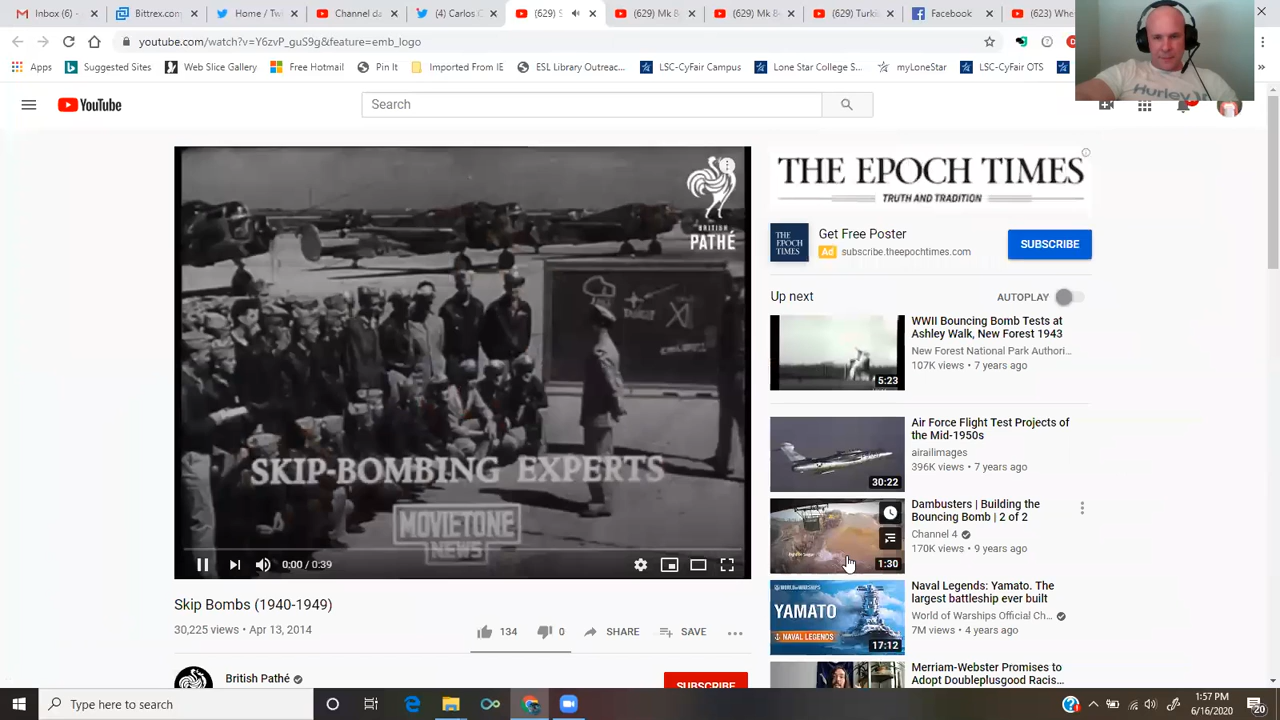 Inbox (
Bitrex.com
Channel da
(4) Carlos C
(629) S
(629) Mk B
(629) Mk 8
(629) Turki
Facebook
(623) Whe
youtube.com/watch?v=Y6zvP_guS9g&feature=emb_logo
Apps
Suggested Sites
Web Slice Gallery
Free Hotmail
Pin It
Imported From IE
ESL Library Outreac...
LSC-CyFair Campus
Lone Star College S...
myLoneStar
LSC-CyFair OTS
»
YouTube
Search
Hurley
BRITISH
PATHÉ
SKIP-BOMBING EXPERTS
MOVIETONE
NEWS
0:00 / 0:39
Skip Bombs (1940-1949)
30,225 views • Apr 13, 2014
134
0
SHARE
SAVE
British Pathé
SUBSCRIBE
THE EPOCH TIMES
TRUTH AND TRADITION
THE
EPOCH
TIMES
Get Free Poster
Ad subscribe.theepochtimes.com
SUBSCRIBE
Up next
AUTOPLAY
WWII Bouncing Bomb Tests at
Ashley Walk, New Forest 1943
New Forest National Park Authori...
107K views • 7 years ago
5:23
Air Force Flight Test Projects of
the Mid-1950s
airailimages
396K views • 7 years ago
30:22
Dambusters | Building the
Bouncing Bomb | 2 of 2
Channel 4
170K views • 9 years ago
1:30
Naval Legends: Yamato. The
largest battleship ever built
World of Warships Official Ch...
7M views • 4 years ago
YAMATO
NAVAL LEGENDS
17:12
Merriam-Webster Promises to
Adopt Doubleplusgood Racis...
Type here to search
1:57 PM
6/16/2020
20